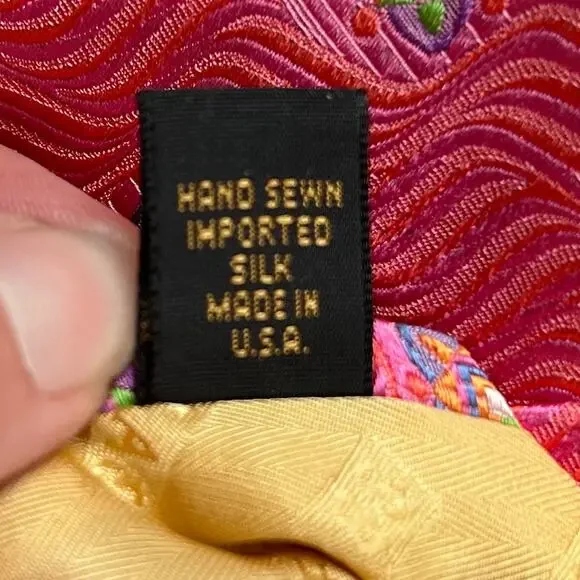 HAND SEWN
IMPORTED
SILK
MADE IN
U.S.A.